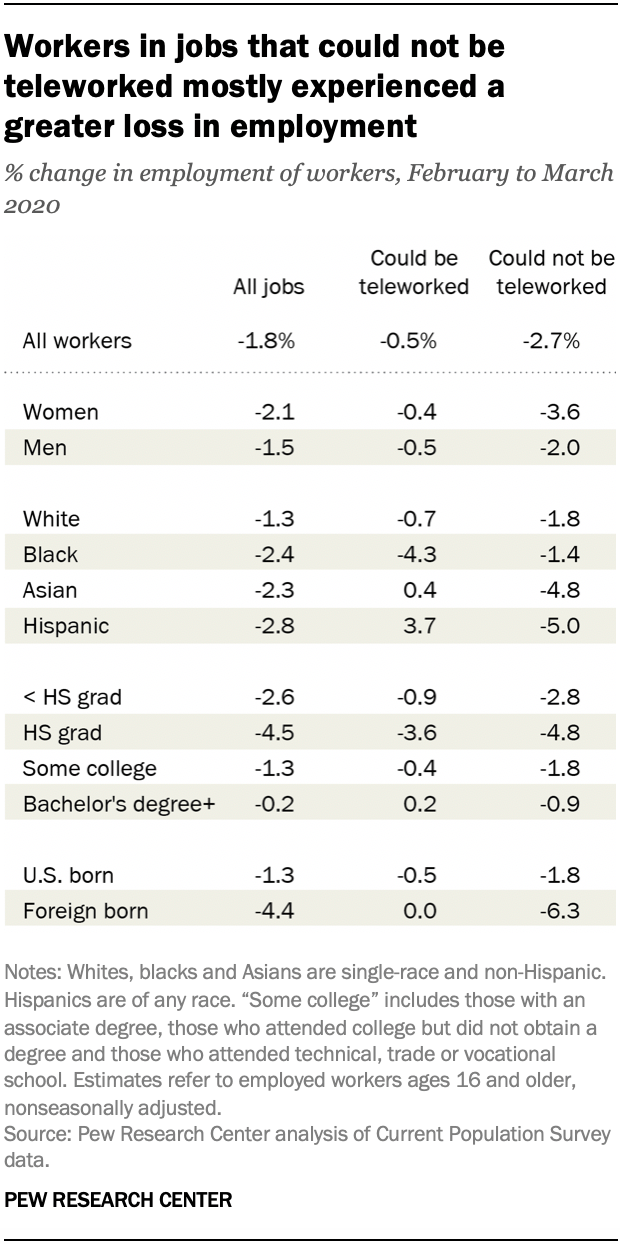 Workers in jobs that could not be
teleworked mostly experienced a
greater loss in employment
% change in employment of workers, February to March
2020
Could be Could not be
All jobs teleworked teleworked
All workers -1.8% -0.5% -2.7%
Women -2.1 -0.4 -3.6
Men -1.5 -0.5 -2.0
White -1.3 -0.7 -1.8
Black -2.4 -4.3 -1.4
Asian -2.3 0.4 -4.8
Hispanic -2.8 3.7 -5.0
< HS grad -2.6 -0.9 -2.8
HS grad -4.5 -3.6 -4.8
Some college -1.3 -0.4 -1.8
Bachelor's degree+ -0.2 0.2 -0.9
U.S. born -1.3 -0.5 -1.8
Foreign born -4.4 0.0 -6.3
Notes: Whites, blacks and Asians are single-race and non-Hispanic.
Hispanics are of any race. “Some college” includes those with an
associate degree, those who attended college but did not obtain a
degree and those who attended technical, trade or vocational
school. Estimates refer to employed workers ages 16 and older,
nonseasonally adjusted.
Source: Pew Research Center analysis of Current Population Survey
data.
PEW RESEARCH CENTER